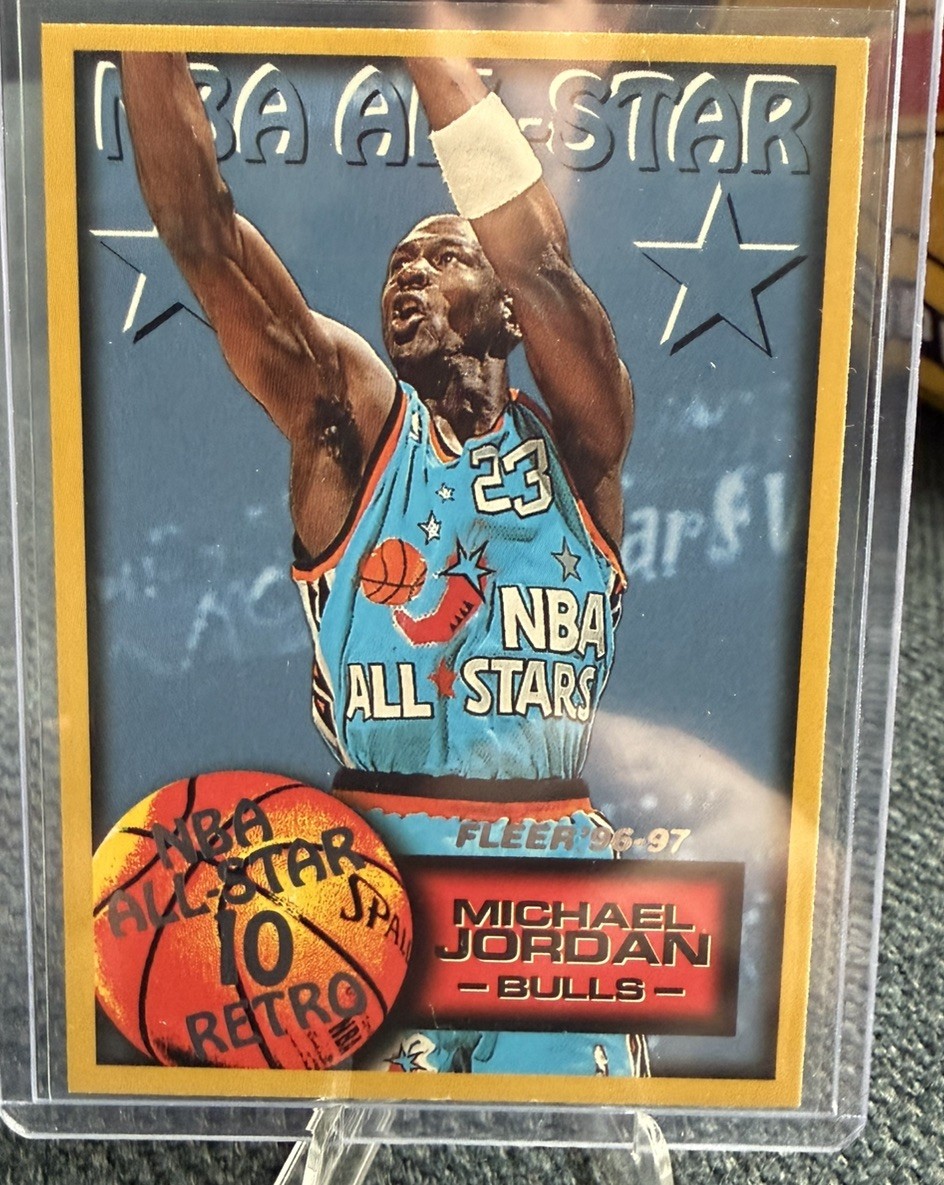 NBA ALL-STAR
23
NBA
ALL STARS
FLEER '96-97
MICHAEL
JORDAN
– BULLS –
NBA
ALL-STAR
10
RETRO